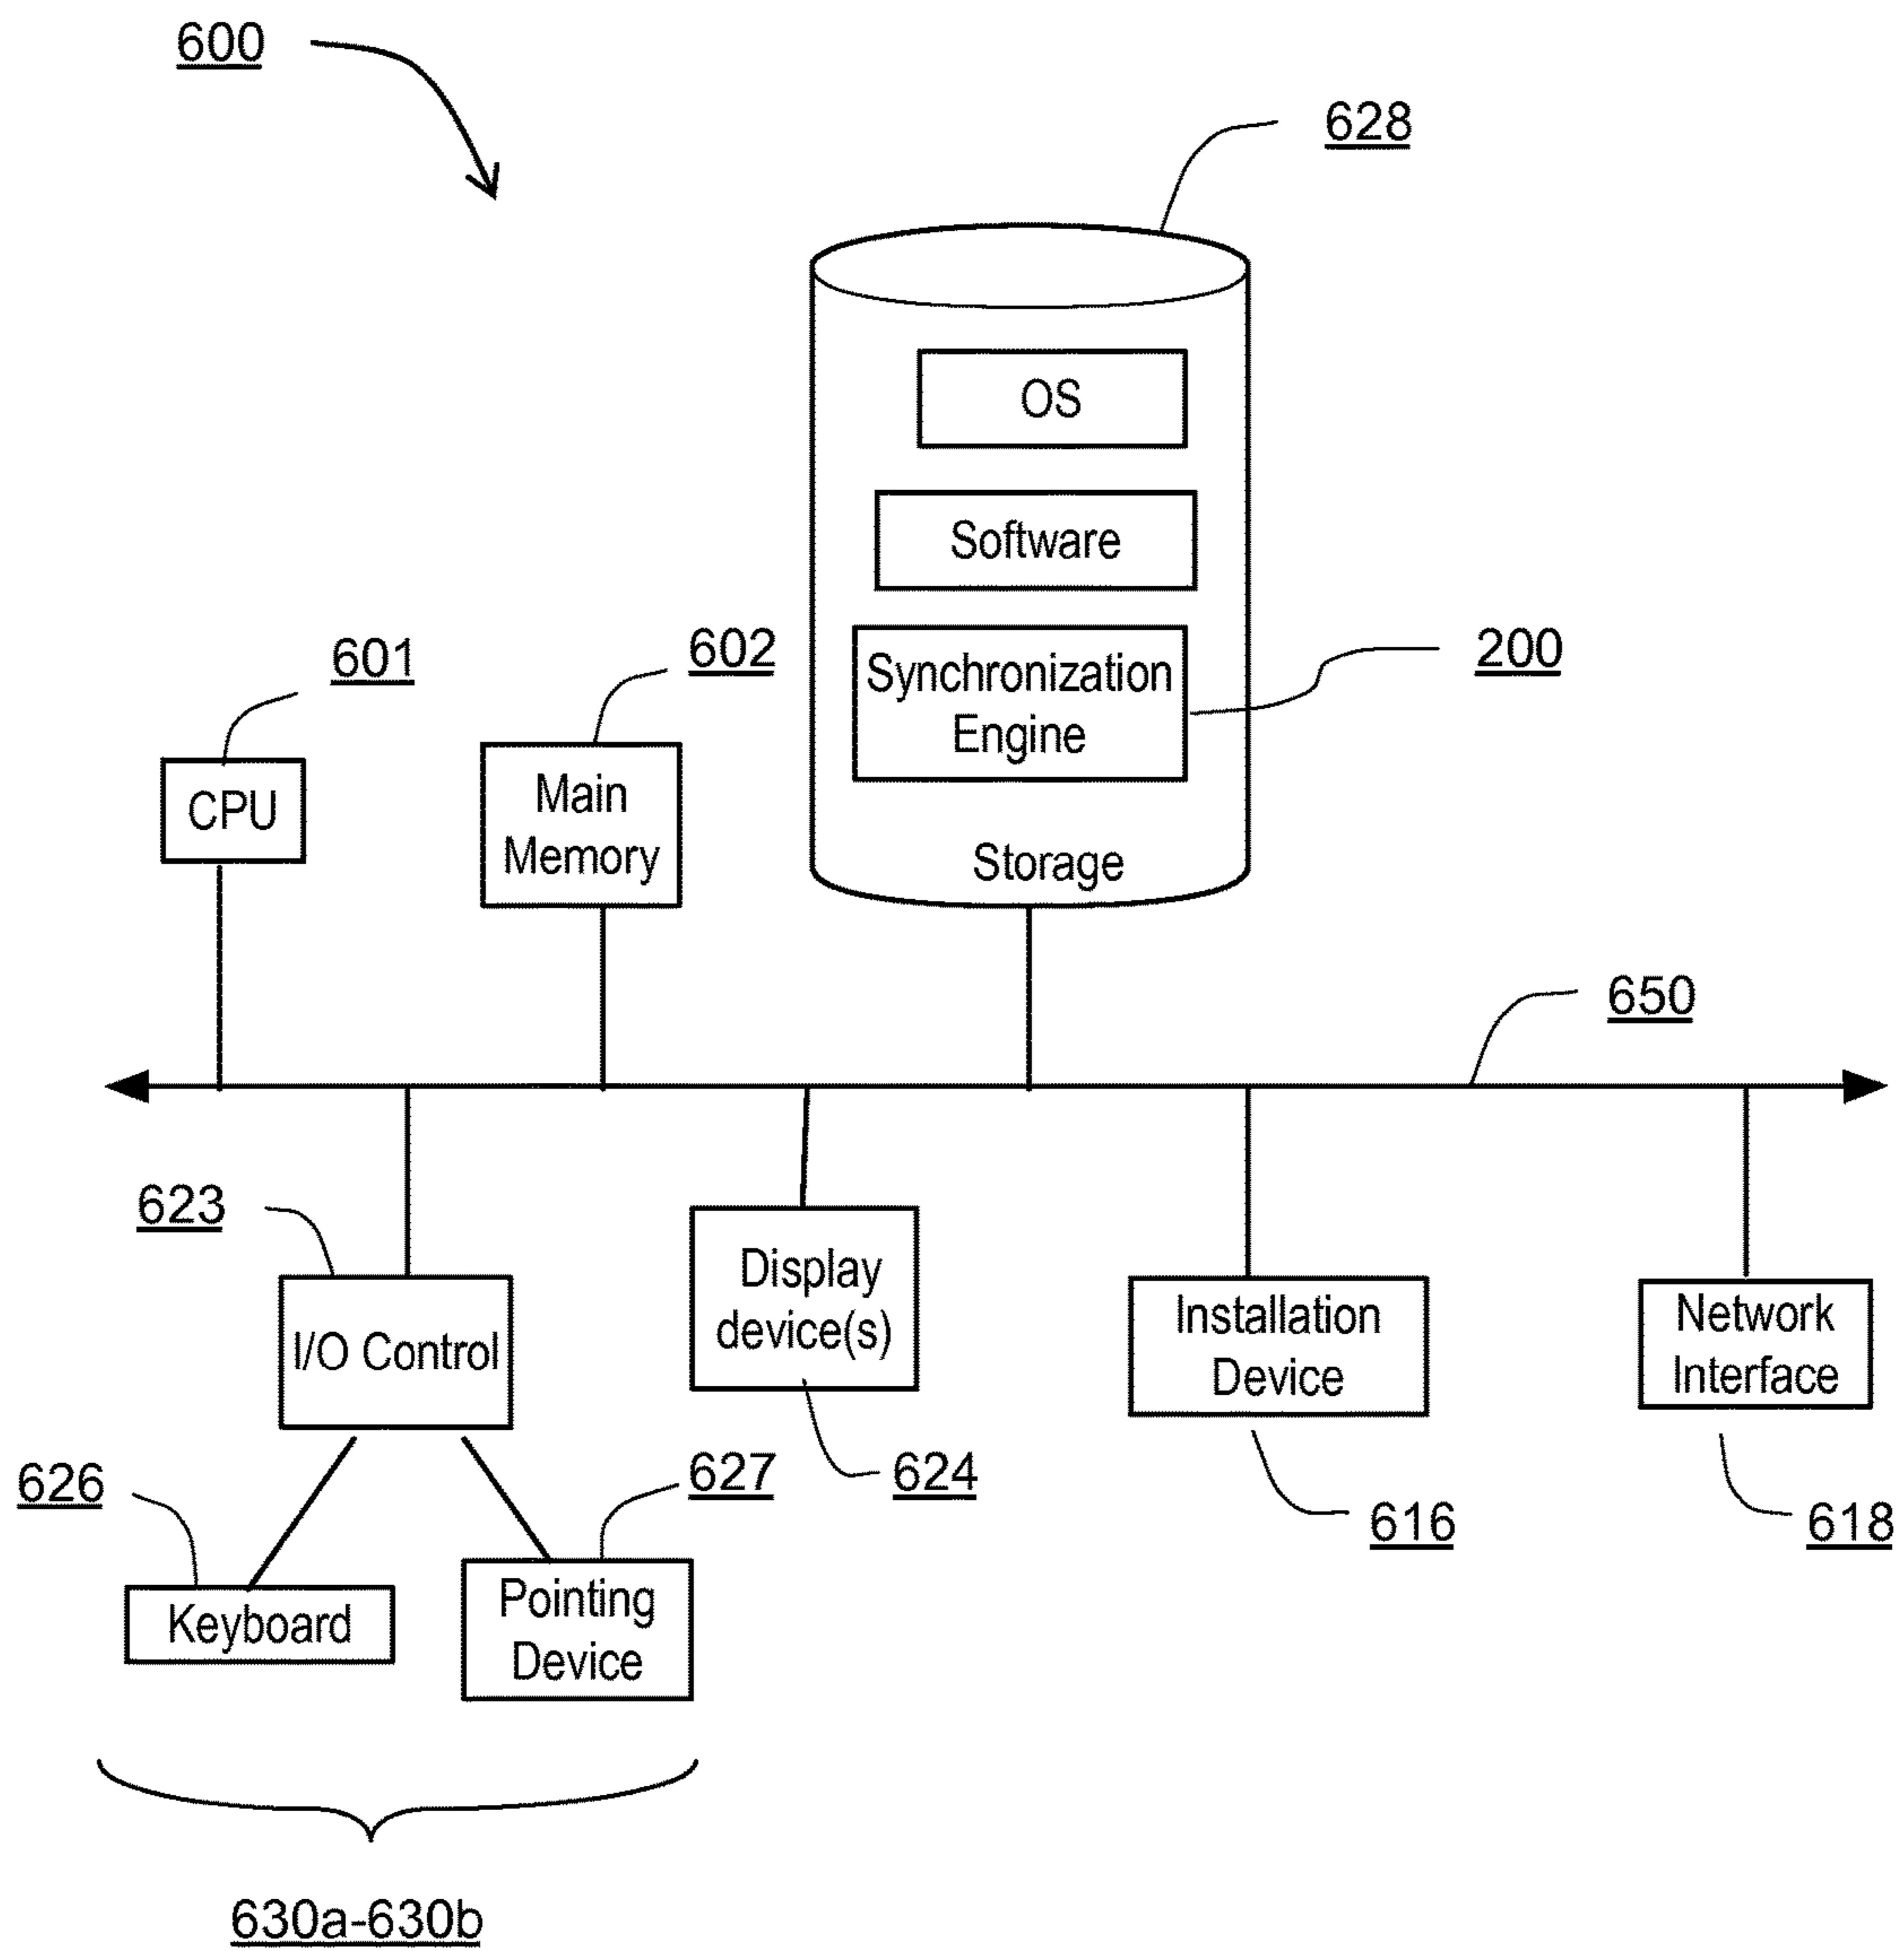 600
628
OS
Software
Synchronization
Engine
200
601
602
CPU
Main
Memory
Storage
650
623
I/O Control
Display
device(s)
Installation
Device
Network
Interface
626
627
624
616
618
Keyboard
Pointing
Device
630a-630b